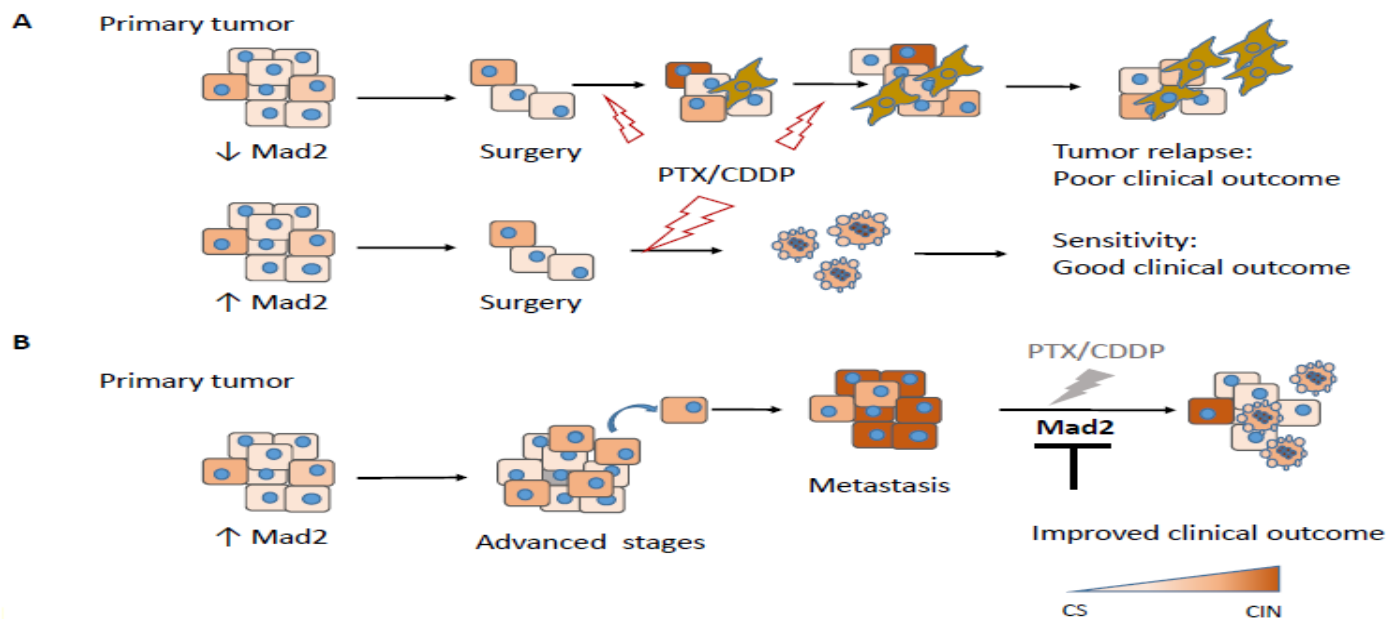 A
Primary tumor
↓ Mad2
Surgery
PTX/CDDP
Tumor relapse:
Poor clinical outcome
↑ Mad2
Surgery
Sensitivity:
Good clinical outcome
B
Primary tumor
↑ Mad2
Advanced stages
Metastasis
PTX/CDDP
Mad2
Improved clinical outcome
CS CIN